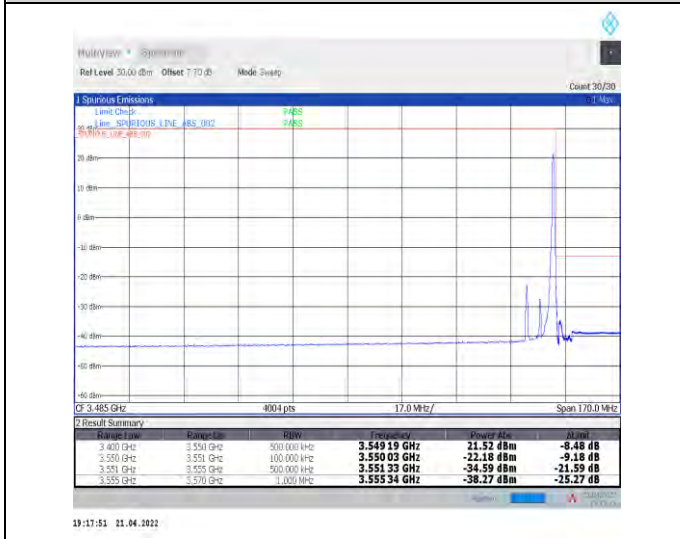 MultiView
Ref Level 30.00 dBm Offset 7.70 dB Mode Sweep
Count 30/30
1 Spurious Emissions
Limit Check PASS
Line _SPURIOUS_LINE_ABS_002 PASS
20 dBm
10 dBm
0 dBm
-10 dBm
-20 dBm
-30 dBm
-40 dBm
-50 dBm
-60 dBm
CF 3.485 GHz 4004 pts 17.0 MHz/ Span 170.0 MHz
2 Result Summary
Range Low Range Up RBW Frequency Power Abs ΔLimit
3.400 GHz 3.550 GHz 500.000 kHz 3.549 19 GHz 21.52 dBm -8.48 dB
3.550 GHz 3.551 GHz 100.000 kHz 3.550 03 GHz -22.18 dBm -9.18 dB
3.551 GHz 3.555 GHz 500.000 kHz 3.551 33 GHz -34.59 dBm -21.59 dB
3.555 GHz 3.570 GHz 1.000 MHz 3.555 34 GHz -38.27 dBm -25.27 dB
19:17:51 21.06.2022